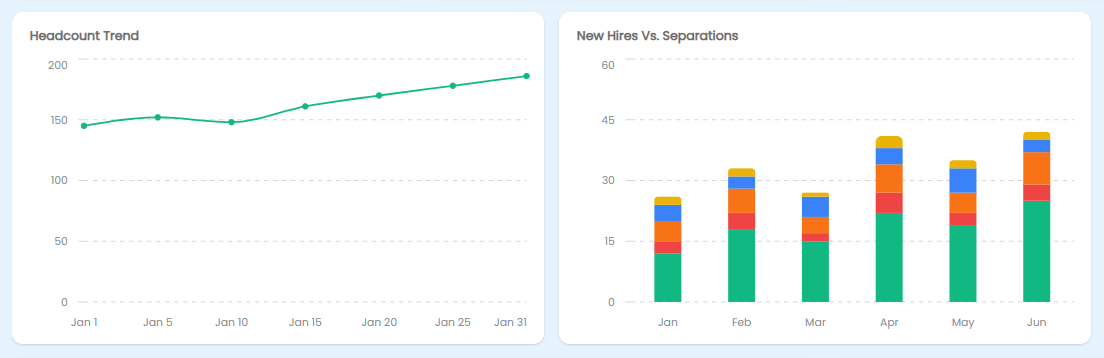 Headcount Trend
200
150
100
50
0
Jan 1 Jan 5 Jan 10 Jan 15 Jan 20 Jan 25 Jan 31
New Hires Vs. Separations
60
45
30
15
0
Jan Feb Mar Apr May Jun